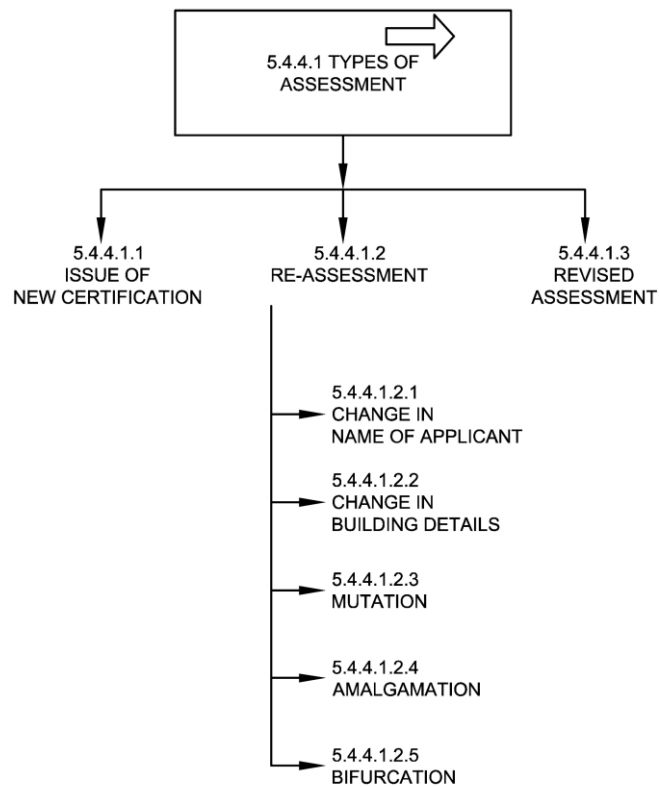 5.4.4.1 TYPES OF
ASSESSMENT
5.4.4.1.1
ISSUE OF
NEW CERTIFICATION
5.4.4.1.2
RE-ASSESSMENT
5.4.4.1.3
REVISED
ASSESSMENT
5.4.4.1.2.1
CHANGE IN
NAME OF APPLICANT
5.4.4.1.2.2
CHANGE IN
BUILDING DETAILS
5.4.4.1.2.3
MUTATION
5.4.4.1.2.4
AMALGAMATION
5.4.4.1.2.5
BIFURCATION